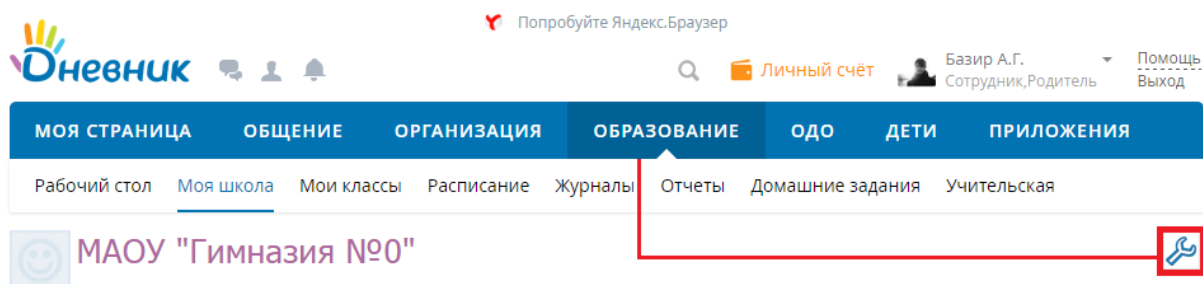 Попробуйте Яндекс.Браузер
Дневник
Личный счёт
Базир А.Г.
Сотрудник,Родитель
Помощь
Выход
МОЯ СТРАНИЦА ОБЩЕНИЕ ОРГАНИЗАЦИЯ ОБРАЗОВАНИЕ ОДО ДЕТИ ПРИЛОЖЕНИЯ
Рабочий стол Моя школа Мои классы Расписание Журналы Отчеты Домашние задания Учительская
МАОУ "Гимназия №0"